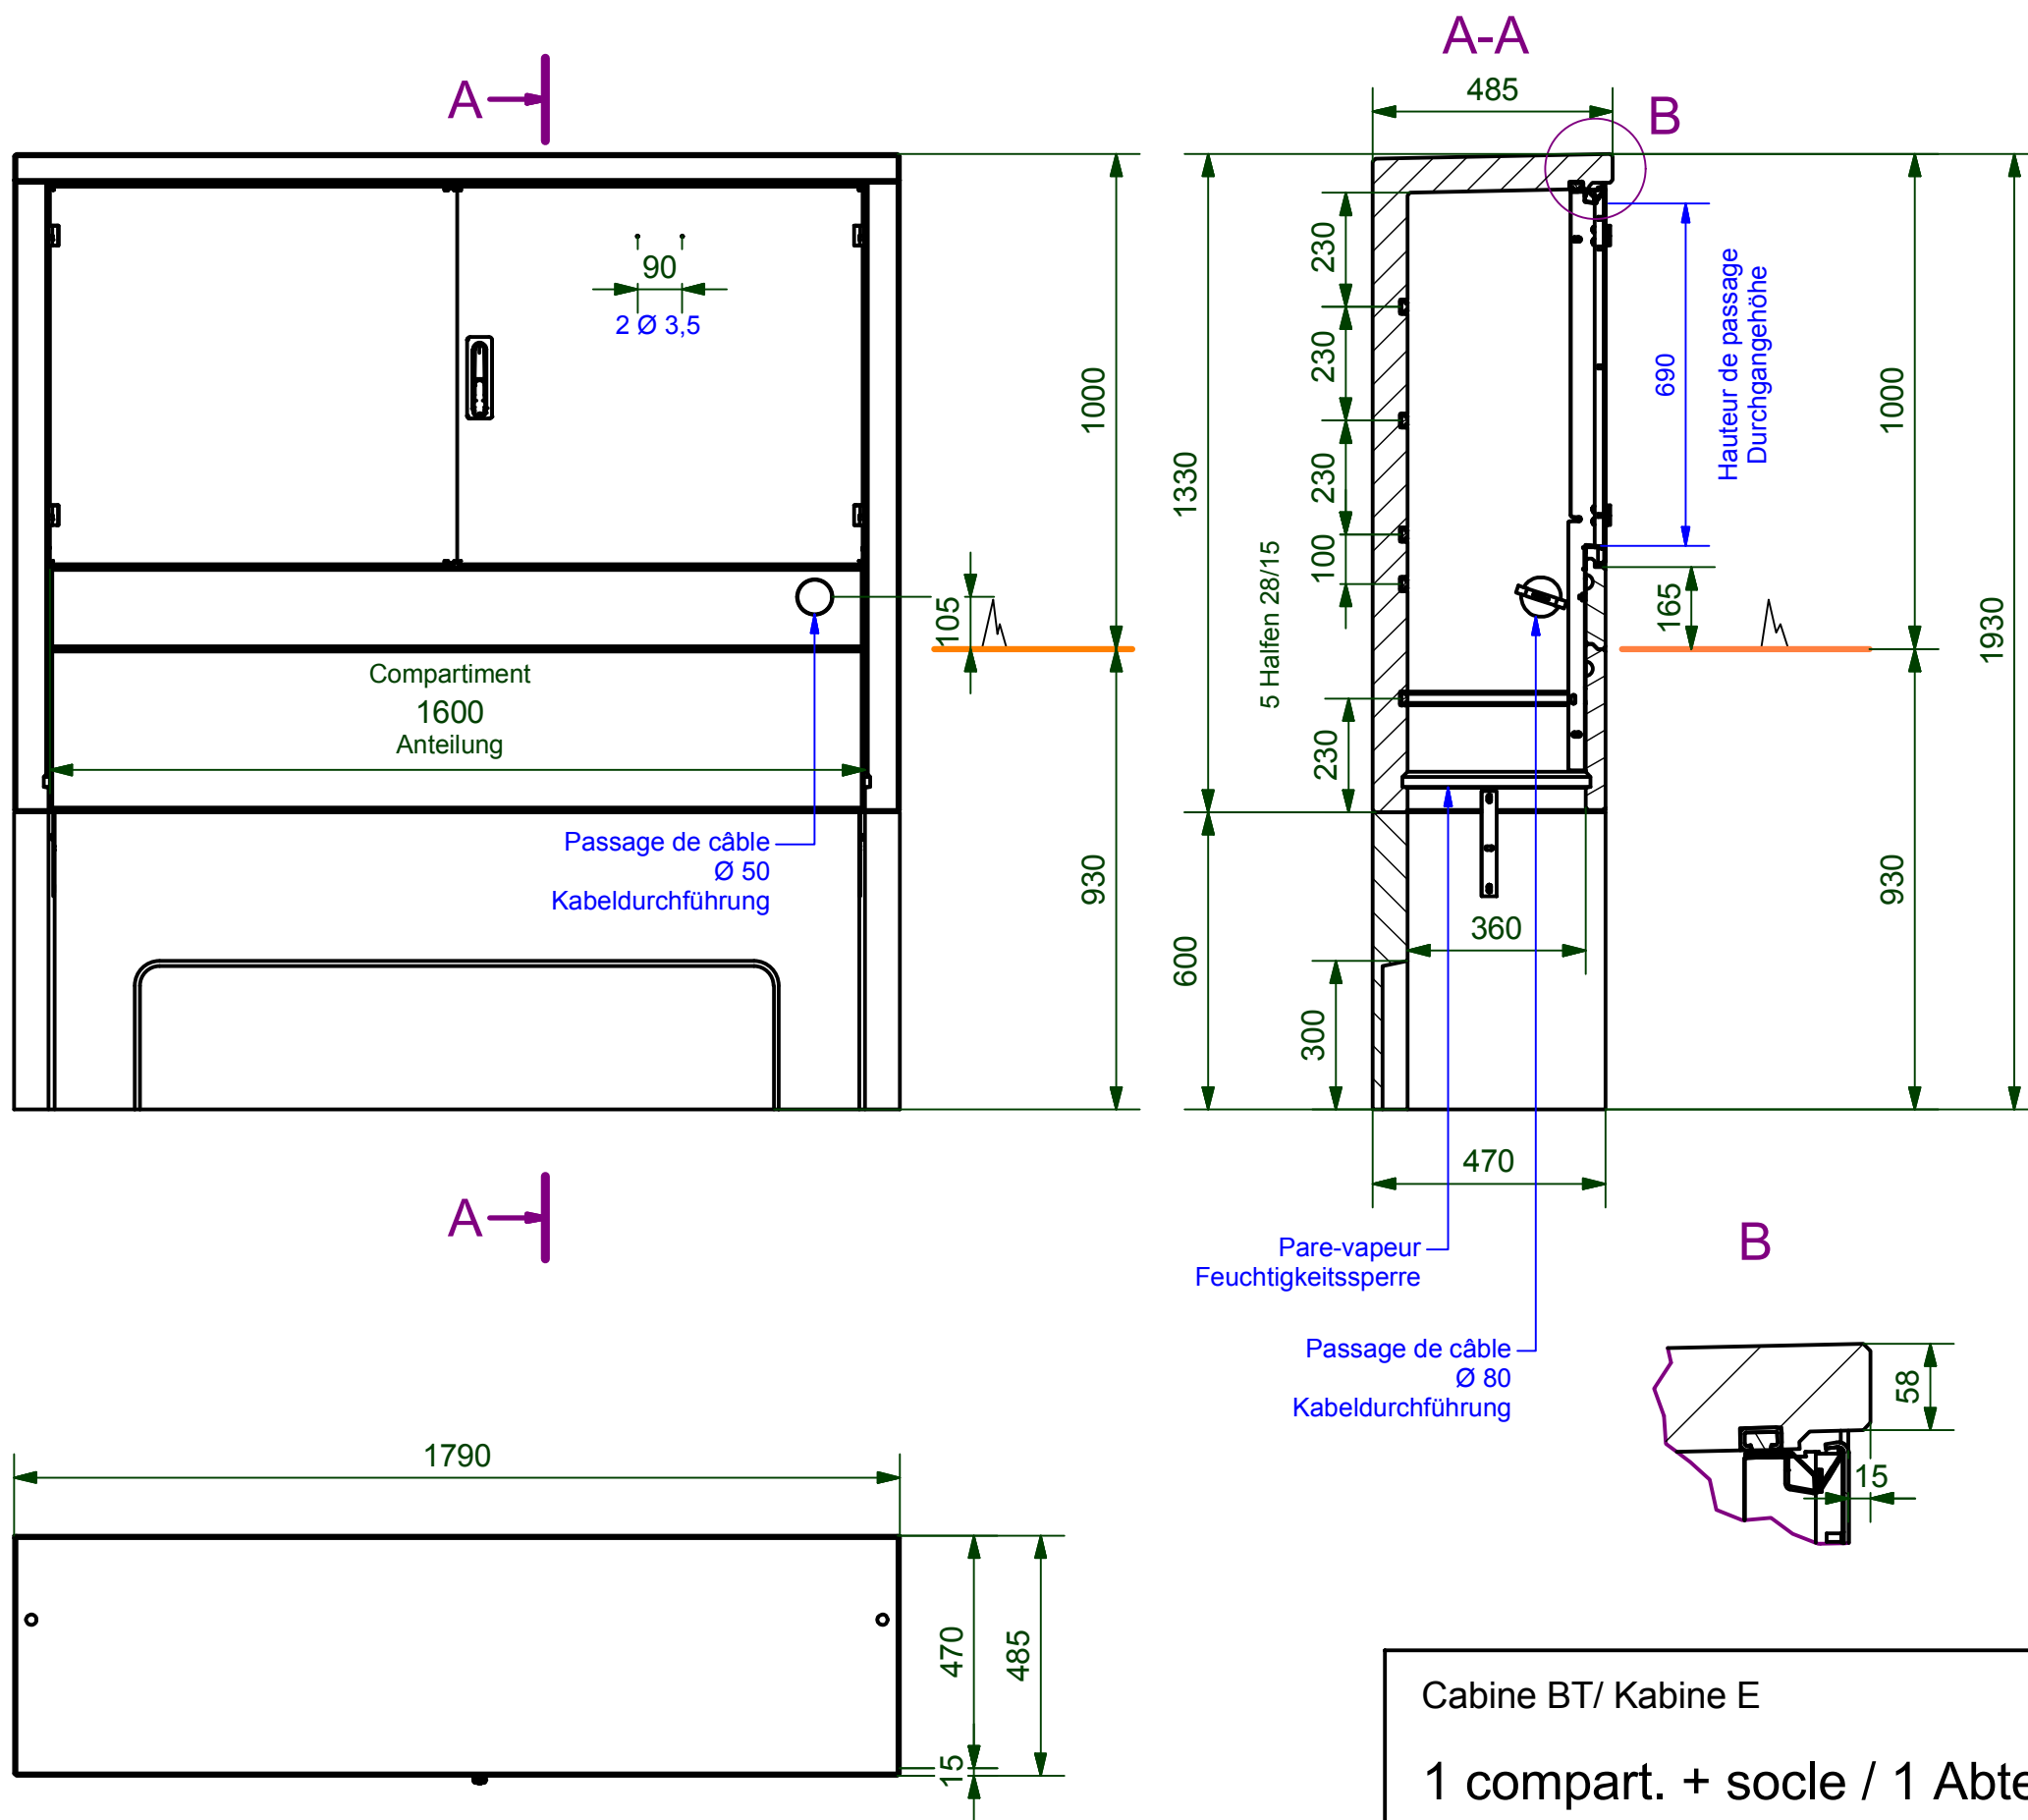 A-A
485
A
B
90
2 Ø 3,5
1000
1330
230
230
230
100
5 Halfen 28/15
230
690
Hauteur de passage
Durchgangehöhe
1000
1930
105
165
Compartiment
1600
Anteilung
Passage de câble
Ø 50
Kabeldurchführung
930
600
300
360
930
470
A
Pare-vapeur
Feuchtigkeitssperre
Passage de câble
Ø 80
Kabeldurchführung
B
58
15
1790
470
485
15
Cabine BT/ Kabine E
1 compart. + socle / 1 Abte